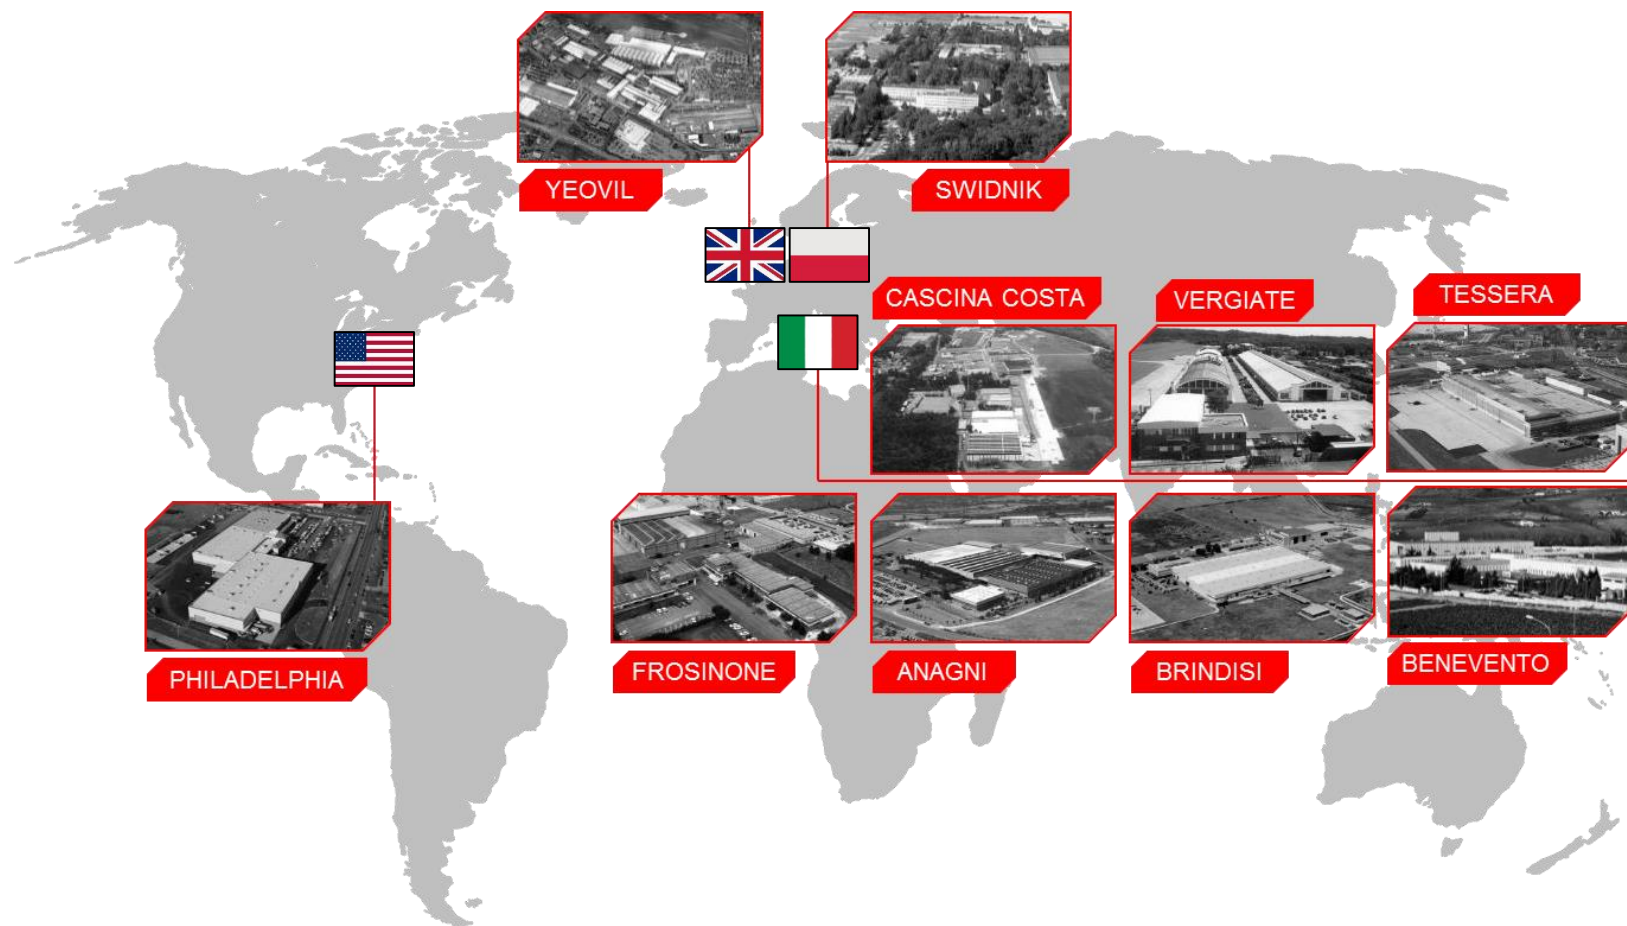 YEOVIL
SWIDNIK
CASCINA COSTA
VERGIATE
TESSERA
PHILADELPHIA
FROSINONE
ANAGNI
BRINDISI
BENEVENTO